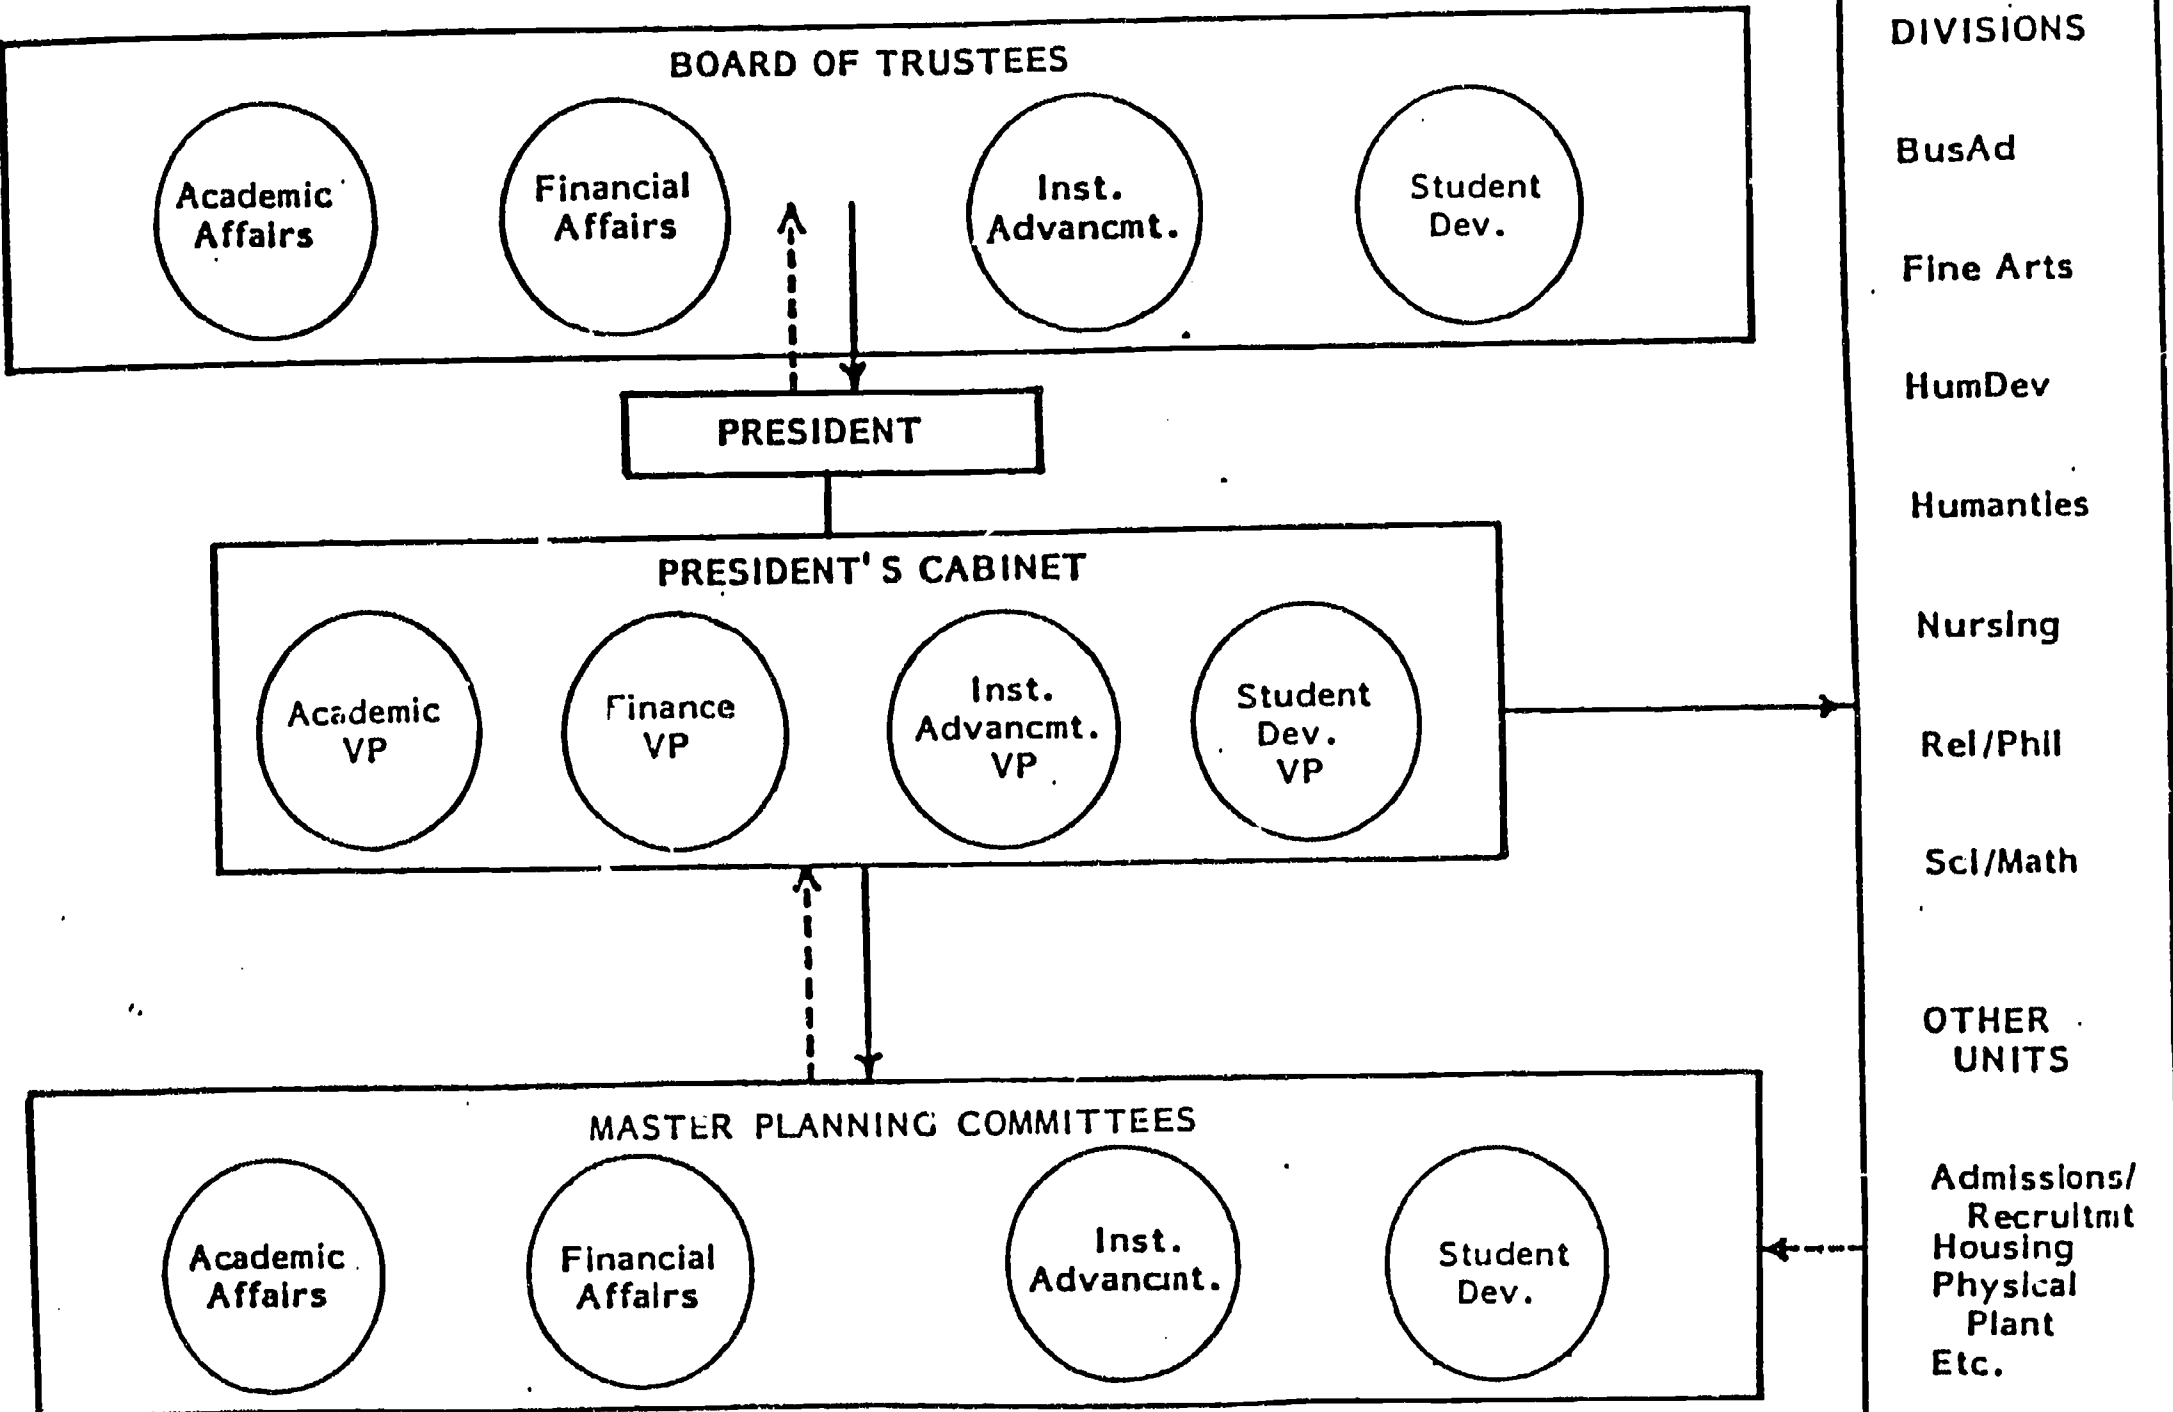 BOARD OF TRUSTEES
Academic
Affairs
Financial
Affairs
Inst.
Advancmt.
Student
Dev.
PRESIDENT
PRESIDENT'S CABINET
Academic
VP
Finance
VP
Inst.
Advancmt.
VP
Student
Dev.
VP
MASTER PLANNING COMMITTEES
Academic
Affairs
Financial
Affairs
Inst.
Advancmt.
Student
Dev.
DIVISIONS
BusAd
Fine Arts
HumDev
Humanties
Nursing
Rel/Phil
Sci/Math
OTHER
UNITS
Admissions/
Recruitmt
Housing
Physical
Plant
Etc.